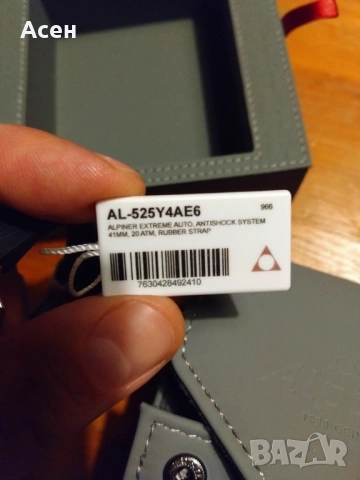 Асен
AL-525Y4AE6 966
ALPINER EXTREME AUTO, ANTISHOCK SYSTEM
41MM, 20 ATM, RUBBER STRAP
7630428492410
BAZAR